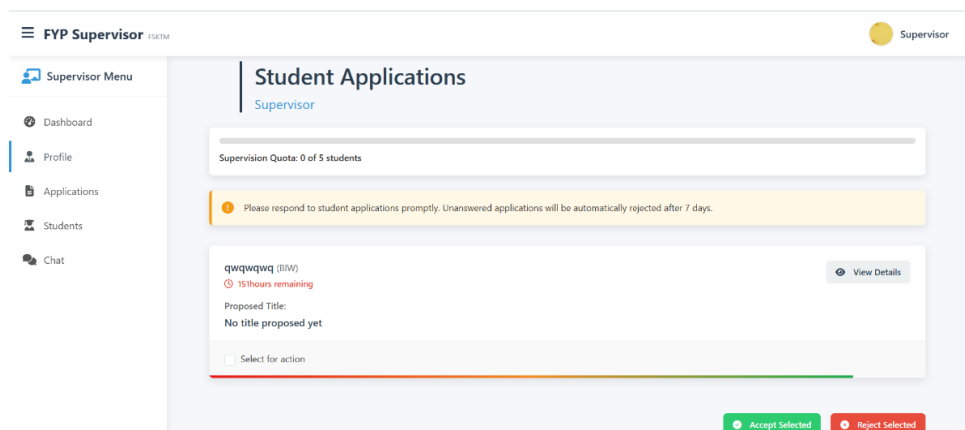 FYP Supervisor FSKTM
Supervisor
Supervisor Menu
Dashboard
Profile
Applications
Students
Chat
Student Applications
Supervisor
Supervision Quota: 0 of 5 students
Please respond to student applications promptly. Unanswered applications will be automatically rejected after 7 days.
qwqwqwq (BIW)
View Details
151hours remaining
Proposed Title:
No title proposed yet
Select for action
Accept Selected
Reject Selected